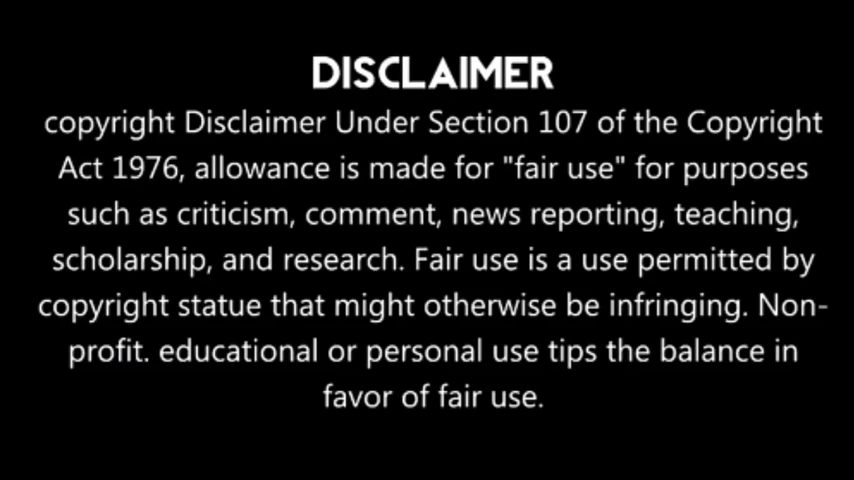 DISCLAIMER
copyright Disclaimer Under Section 107 of the Copyright
Act 1976, allowance is made for "fair use" for purposes
such as criticism, comment, news reporting, teaching,
scholarship, and research. Fair use is a use permitted by
copyright statue that might otherwise be infringing. Non-
profit. educational or personal use tips the balance in
favor of fair use.